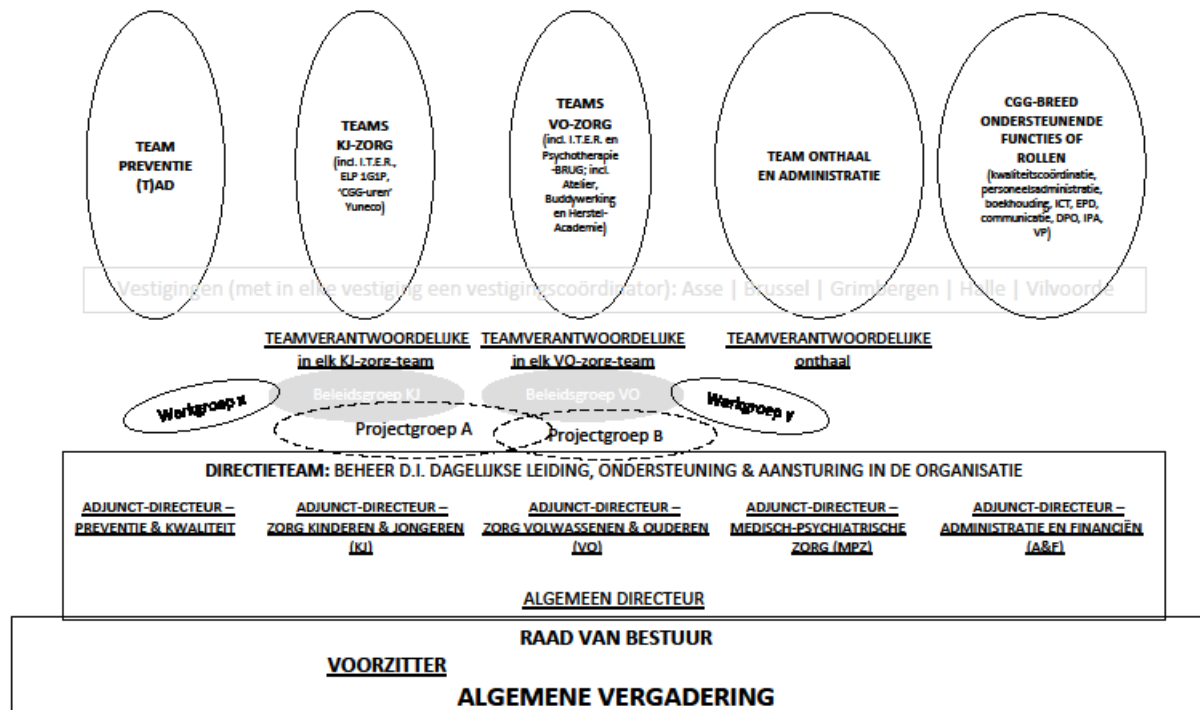 TEAM
PREVENTIE
(T)AD
TEAMS
KJ-ZORG
(incl. I.T.E.R.,
ELP 1G1P,
'CGG-uren'
Yuneco)
TEAMS
VO-ZORG
(incl. I.T.E.R. en
Psychotherapie
-BRUG; incl.
Atelier,
Buddywerking
en Herstel-
Academie)
TEAM ONTHAAL
EN ADMINISTRATIE
CGG-BREED
ONDERSTEUNENDE
FUNCTIES OF
ROLLEN
(kwaliteitscoördinatie,
personeelsadministratie,
boekhouding, ICT, EPD,
communicatie, DPO, IPA,
VP)
Vestigingen (met in elke vestiging een vestigingscoördinator): Asse | Brussel | Grimbergen | Halle | Vilvoorde
TEAMVERANTWOORDELIJKE
in elk KJ-zorg-team
TEAMVERANTWOORDELIJKE
in elk VO-zorg-team
TEAMVERANTWOORDELIJKE
onthaal
Werkgroep x
Beleidsgroep KJ
Beleidsgroep VO
Werkgroep y
Projectgroep A
Projectgroep B
DIRECTIETEAM: BEHEER D.I. DAGELIJKSE LEIDING, ONDERSTEUNING & AANSTURING IN DE ORGANISATIE
ADJUNCT-DIRECTEUR –
PREVENTIE & KWALITEIT
ADJUNCT-DIRECTEUR –
ZORG KINDEREN & JONGEREN
(KJ)
ADJUNCT-DIRECTEUR –
ZORG VOLWASSENEN & OUDEREN
(VO)
ADJUNCT-DIRECTEUR –
MEDISCH-PSYCHIATRISCHE
ZORG (MPZ)
ADJUNCT-DIRECTEUR –
ADMINISTRATIE EN FINANCIËN
(A&F)
ALGEMEEN DIRECTEUR
RAAD VAN BESTUUR
VOORZITTER
ALGEMENE VERGADERING